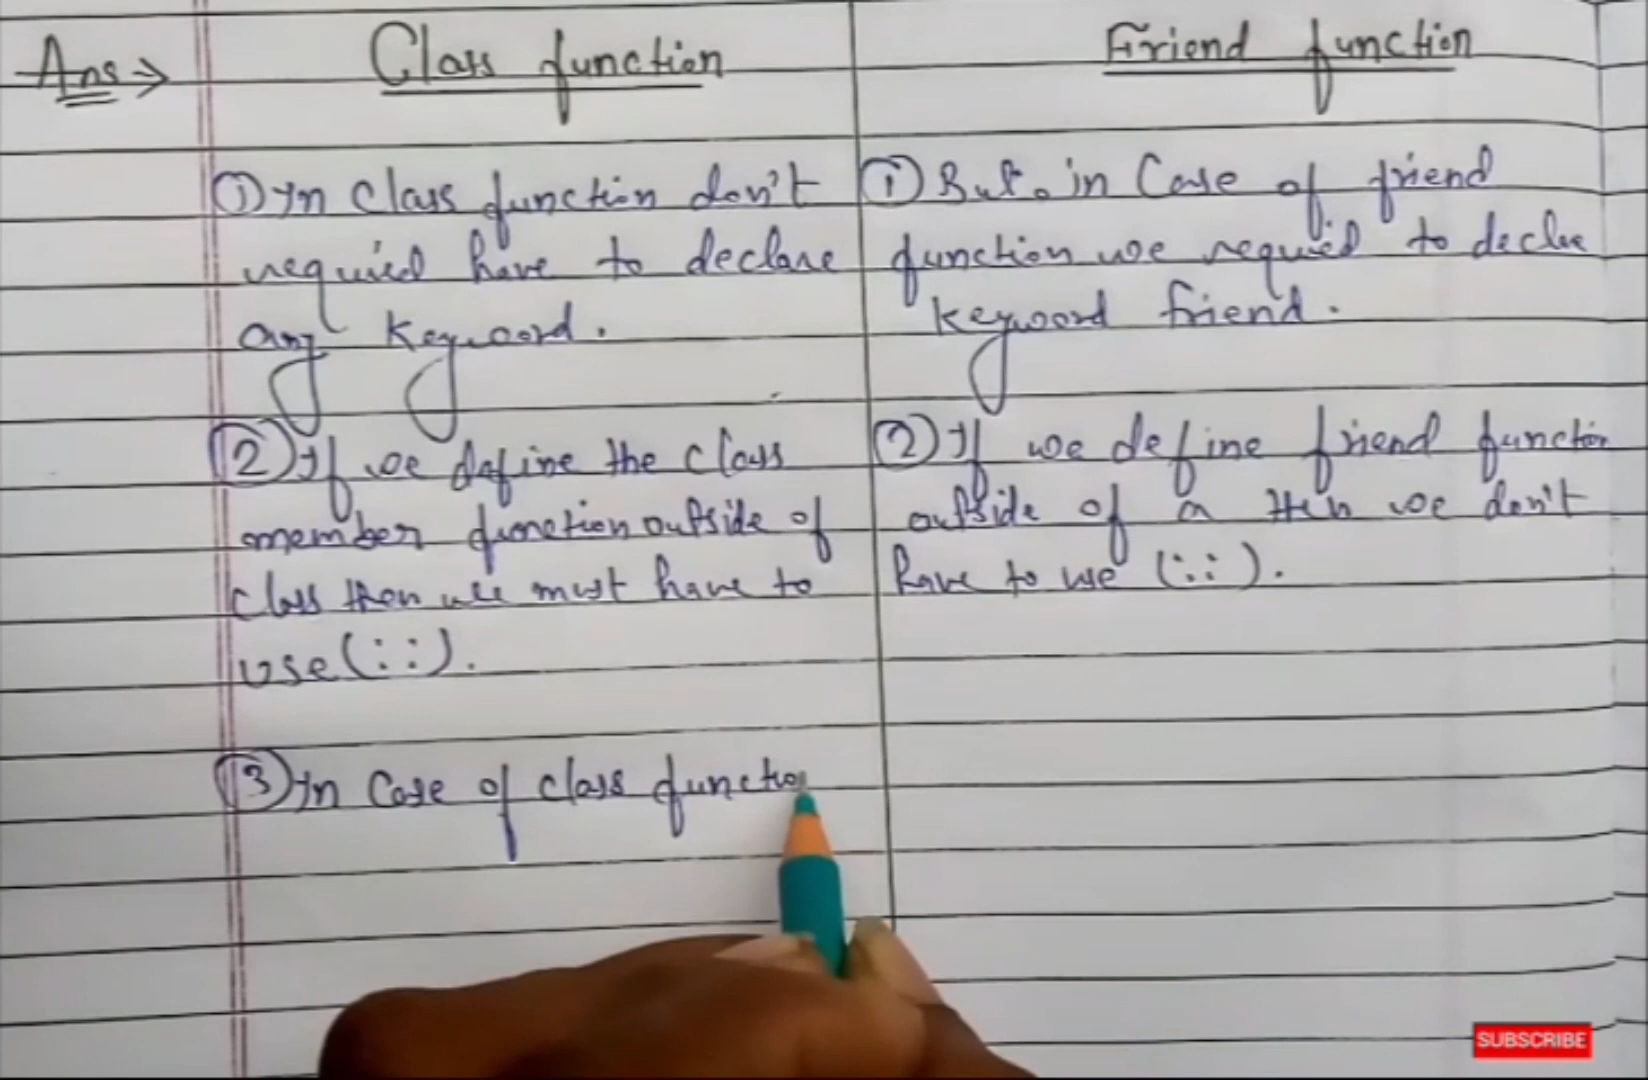 Ans→
Class function
Friend function
① In Class function don't
required have to declare
any keyword.
② If we define the class
member function outside of
class then we must have to
use (::).
③ In Case of class function
① But in Case of friend
function we required to declare
keyword friend.
② If we define friend function
outside of a then we don't
have to use (::).
SUBSCRIBE